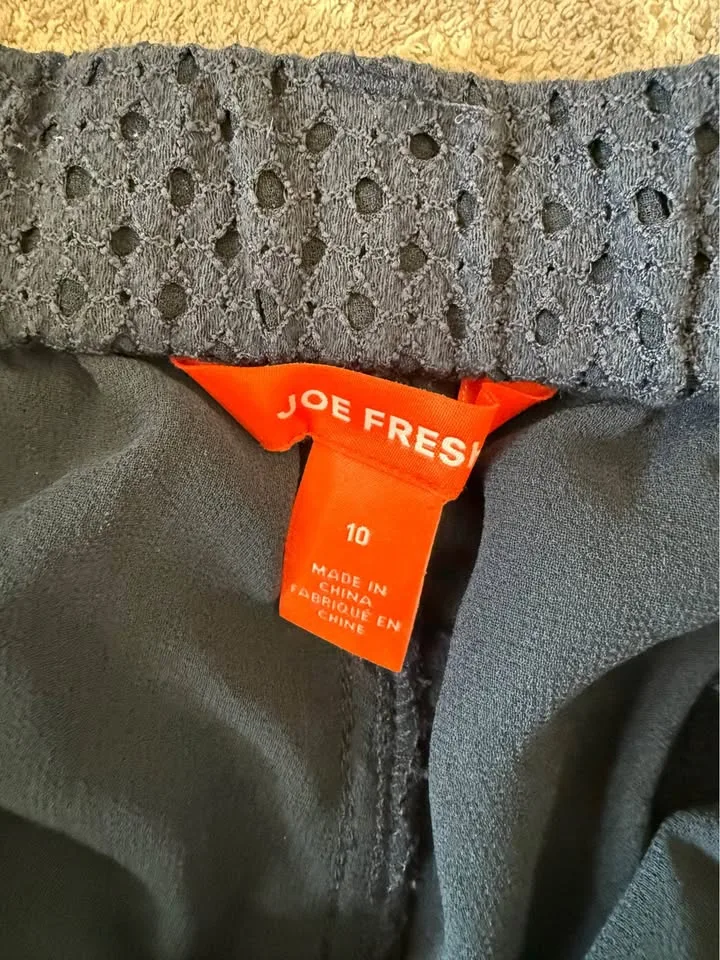 JOE FRESH
10
MADE IN
CHINA
FABRIQUÉ EN
CHINE